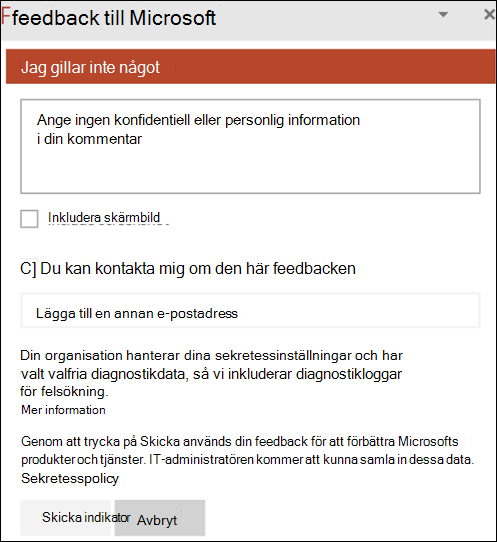 Ffeedback till Microsoft
Jag gillar inte något
Ange ingen konfidentiell eller personlig information
i din kommentar
Inkludera skärmbild
C] Du kan kontakta mig om den här feedbacken
Lägga till en annan e-postadress
Din organisation hanterar dina sekretessinställningar och har
valt valfria diagnostikdata, så vi inkluderar diagnostikloggar
för felsökning.
Mer information
Genom att trycka på Skicka används din feedback för att förbättra Microsofts
produkter och tjänster. IT-administratören kommer att kunna samla in dessa data.
Sekretesspolicy
Skicka indikator
Avbryt